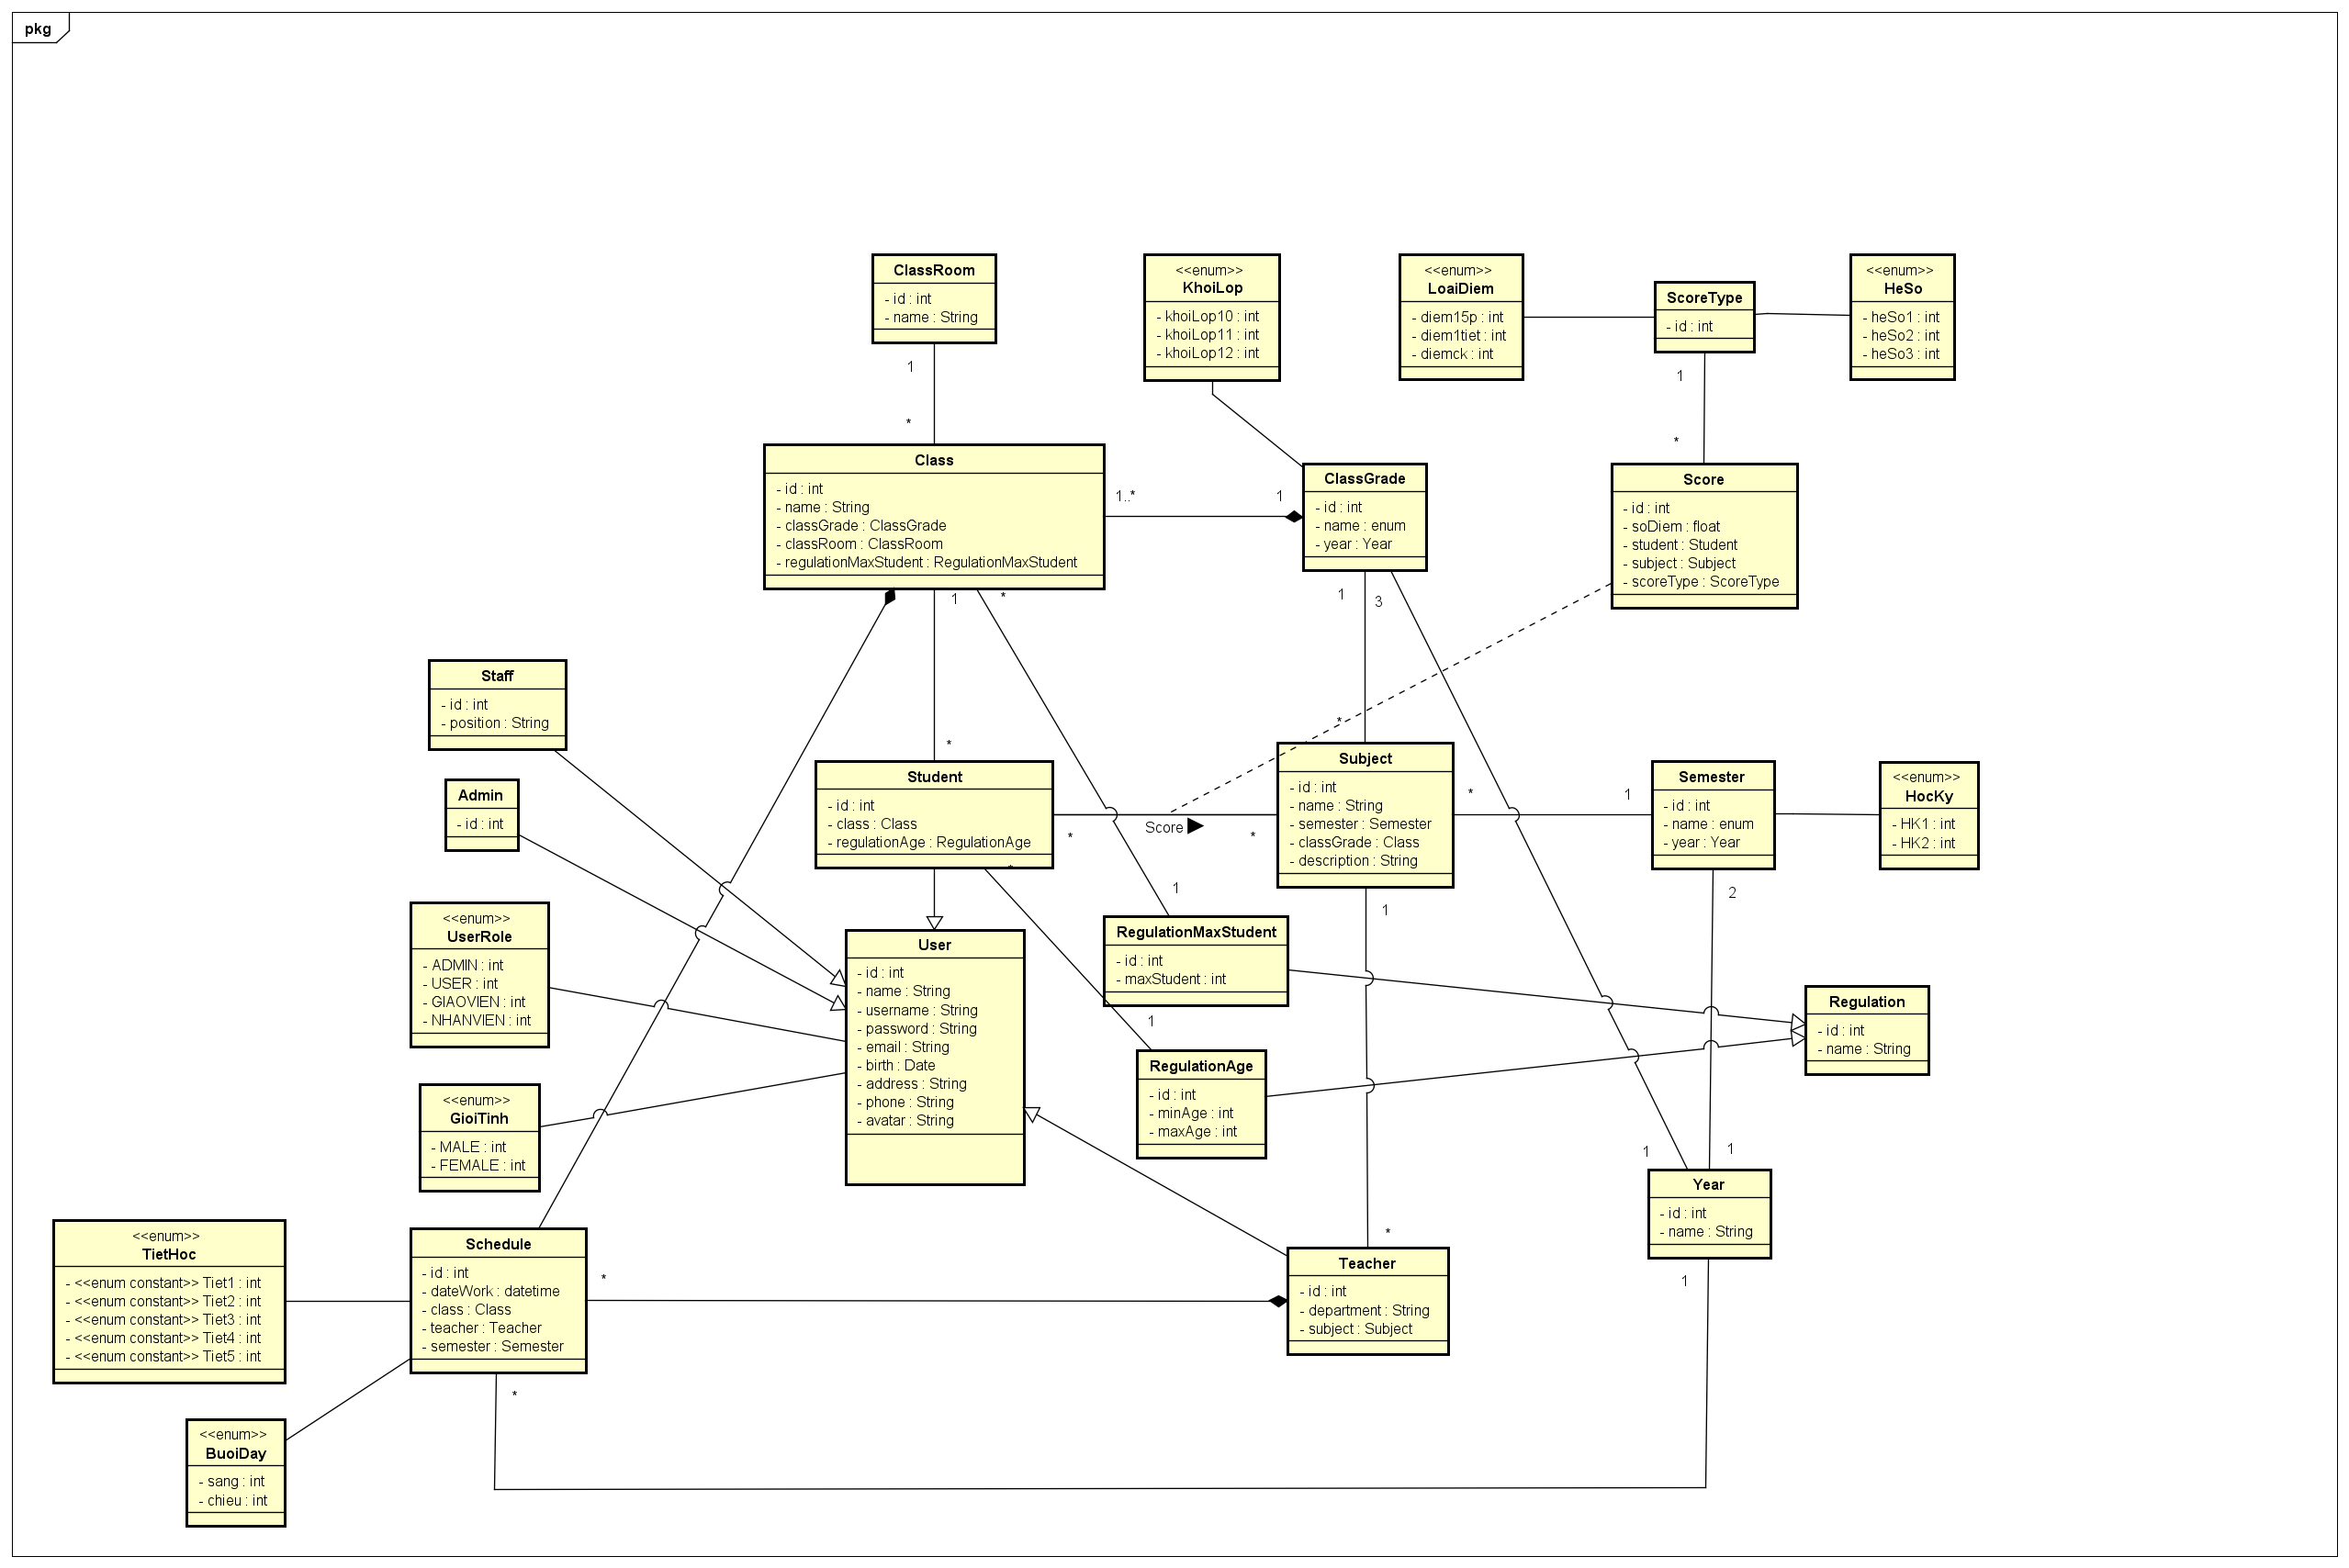 pkg
ClassRoom
- id : int
- name : String
<<enum>>
KhoiLop
- khoiLop10 : int
- khoiLop11 : int
- khoiLop12 : int
<<enum>>
LoaiDiem
- diem15p : int
- diem1tiet : int
- diemck : int
ScoreType
- id : int
<<enum>>
HeSo
- heSo1 : int
- heSo2 : int
- heSo3 : int
1
*
1
*
Class
- id : int
- name : String
- classGrade : ClassGrade
- classRoom : ClassRoom
- regulationMaxStudent : RegulationMaxStudent
1..*
1
ClassGrade
- id : int
- name : enum
- year : Year
Score
- id : int
- soDiem : float
- student : Student
- subject : Subject
- scoreType : ScoreType
1
*
1
3
Staff
- id : int
- position : String
*
*
Admin
- id : int
Student
- id : int
- class : Class
- regulationAge : RegulationAge
*
Score
*
*
Subject
- id : int
- name : String
- semester : Semester
- classGrade : Class
- description : String
*
1
Semester
- id : int
- name : enum
- year : Year
<<enum>>
HocKy
- HK1 : int
- HK2 : int
1
1
2
<<enum>>
UserRole
- ADMIN : int
- USER : int
- GIAOVIEN : int
- NHANVIEN : int
User
- id : int
- name : String
- username : String
- password : String
- email : String
- birth : Date
- address : String
- phone : String
- avatar : String
RegulationMaxStudent
- id : int
- maxStudent : int
Regulation
- id : int
- name : String
1
RegulationAge
- id : int
- minAge : int
- maxAge : int
<<enum>>
GioiTinh
- MALE : int
- FEMALE : int
1
1
Year
- id : int
- name : String
<<enum>>
TietHoc
- <<enum constant>> Tiet1 : int
- <<enum constant>> Tiet2 : int
- <<enum constant>> Tiet3 : int
- <<enum constant>> Tiet4 : int
- <<enum constant>> Tiet5 : int
Schedule
- id : int
- dateWork : datetime
- class : Class
- teacher : Teacher
- semester : Semester
*
*
Teacher
- id : int
- department : String
- subject : Subject
1
*
<<enum>>
BuoiDay
- sang : int
- chieu : int